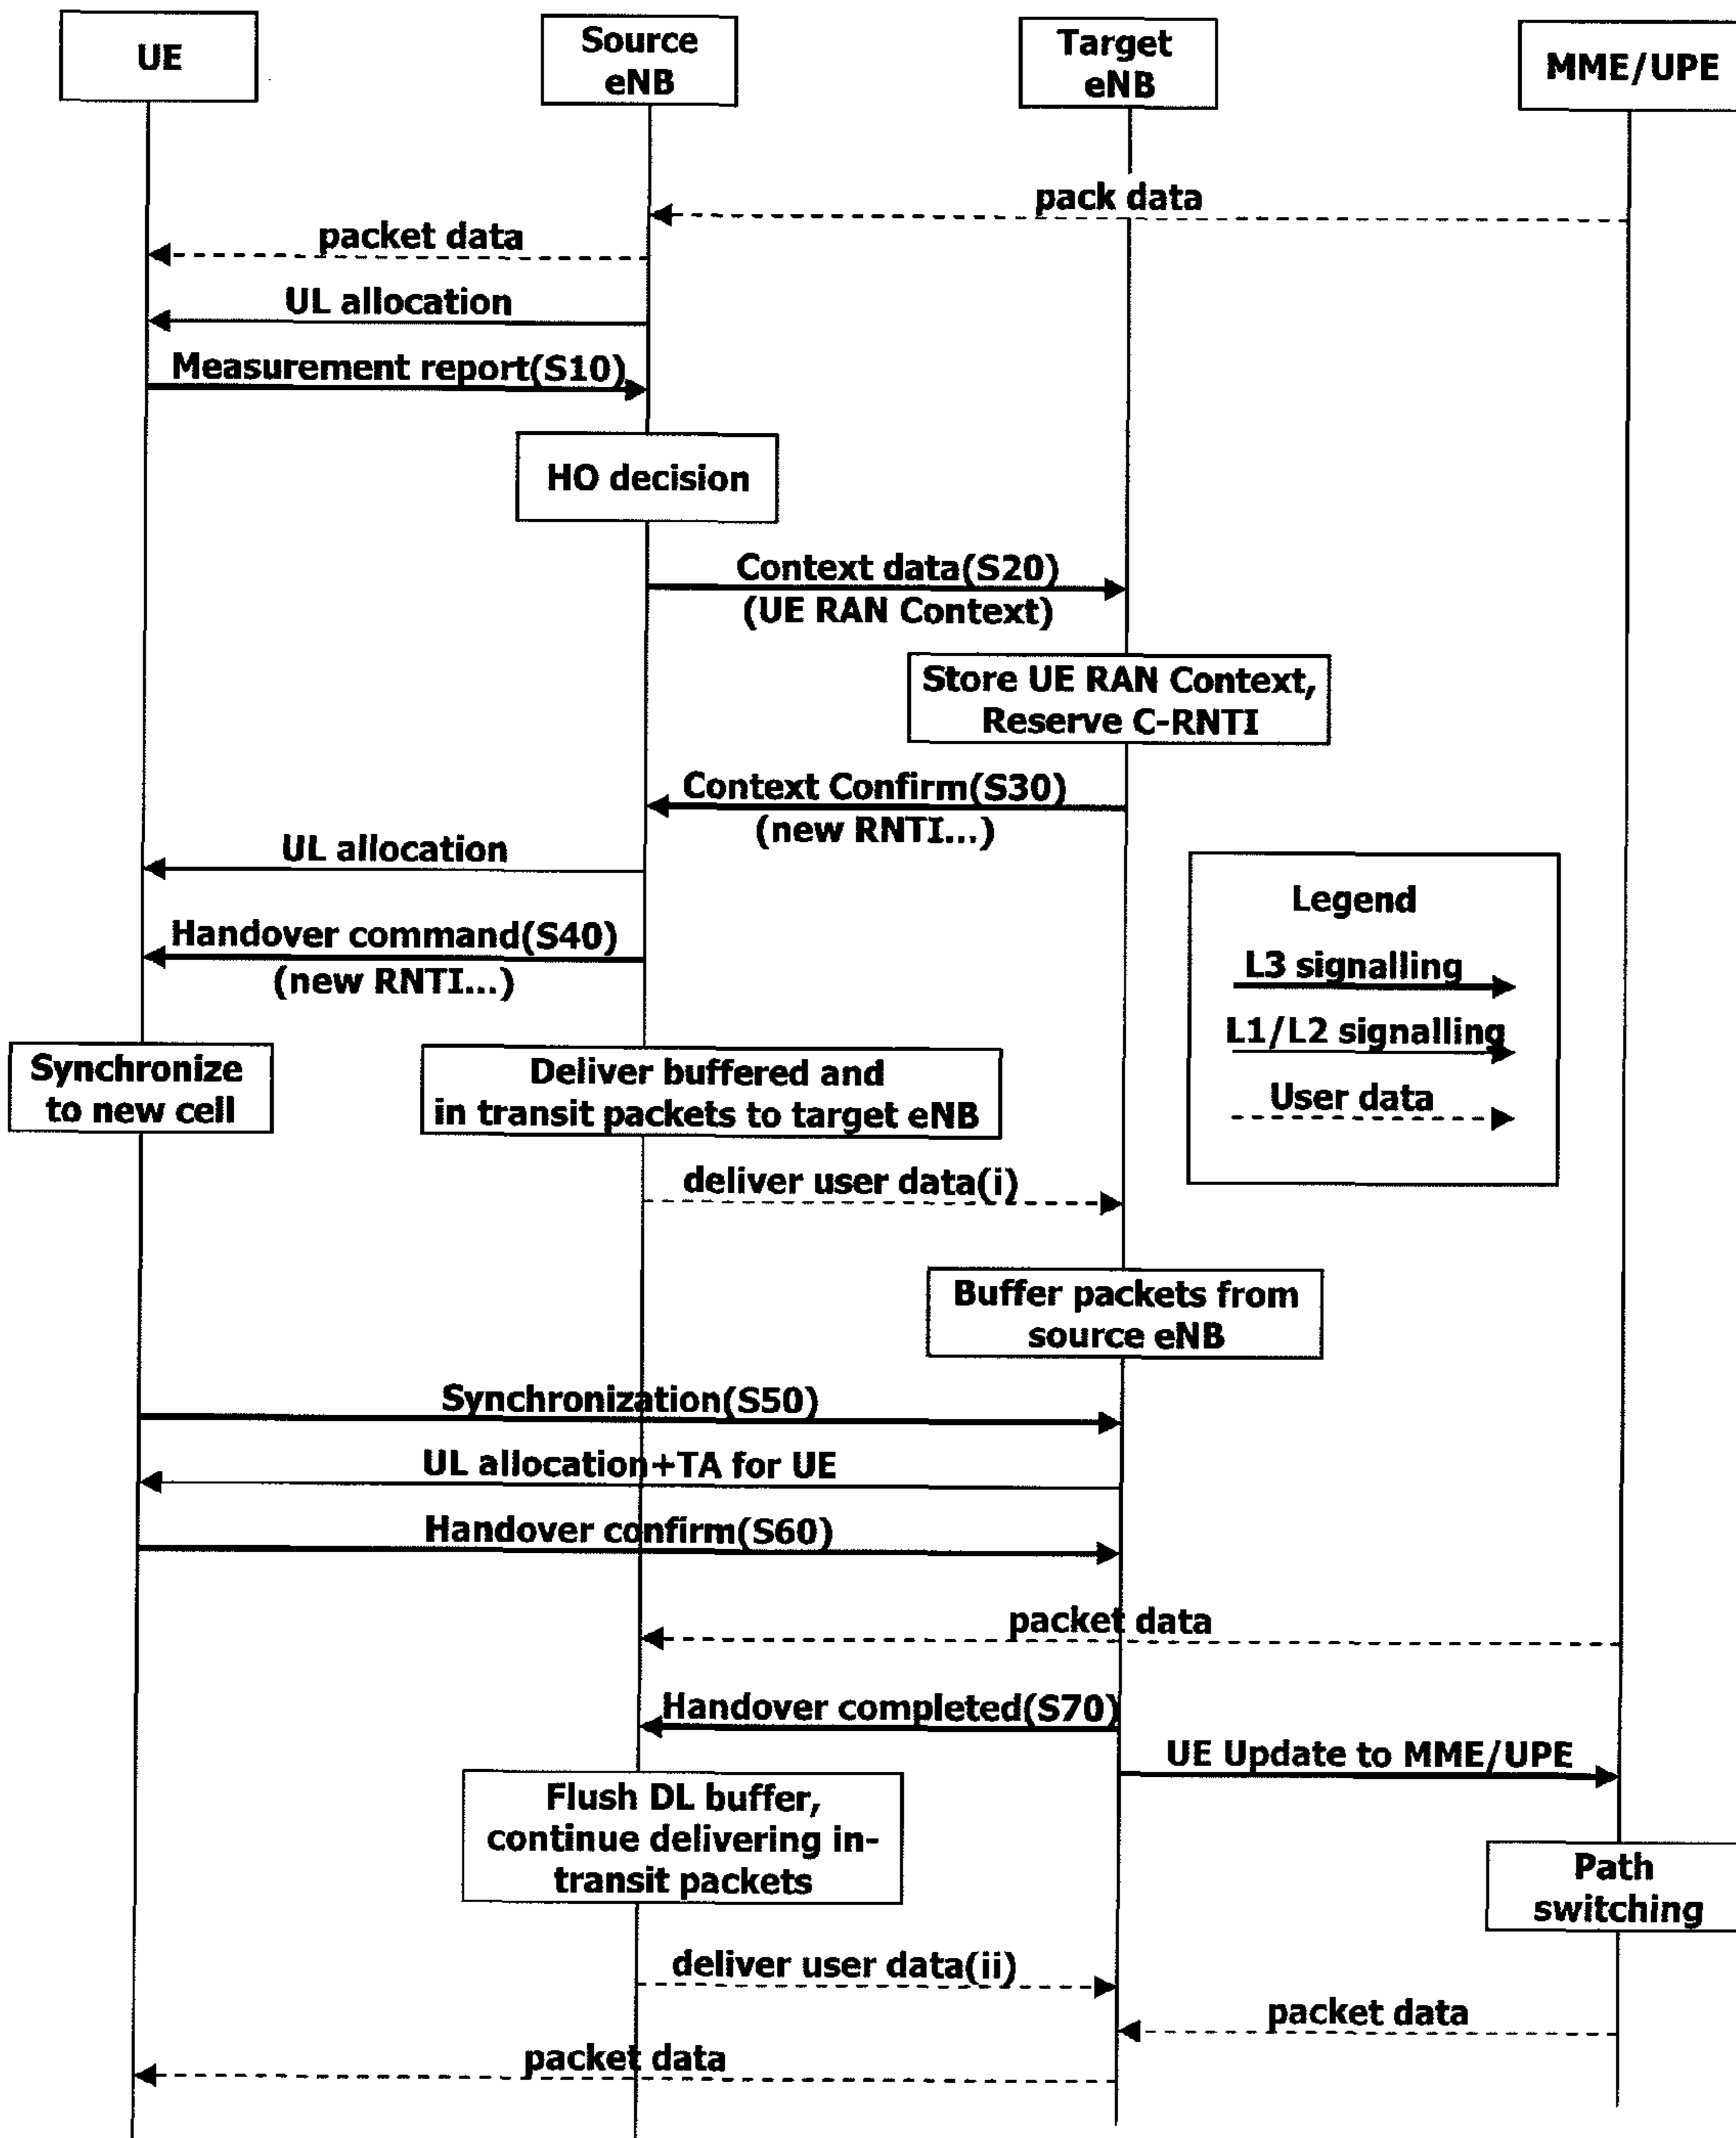 UE
Source
eNB
Target
eNB
MME/UPE
pack data
packet data
UL allocation
Measurement report(S10)
HO decision
Context data(S20)
(UE RAN Context)
Store UE RAN Context,
Reserve C-RNTI
Context Confirm(S30)
(new RNTI...)
UL allocation
Handover command(S40)
(new RNTI...)
Legend
L3 signalling
L1/L2 signalling
User data
Synchronize
to new cell
Deliver buffered and
in transit packets to target eNB
deliver user data(i)
Buffer packets from
source eNB
Synchronization(S50)
UL allocation+TA for UE
Handover confirm(S60)
packet data
Handover completed(S70)
UE Update to MME/UPE
Flush DL buffer,
continue delivering in-
transit packets
Path
switching
deliver user data(ii)
packet data
packet data